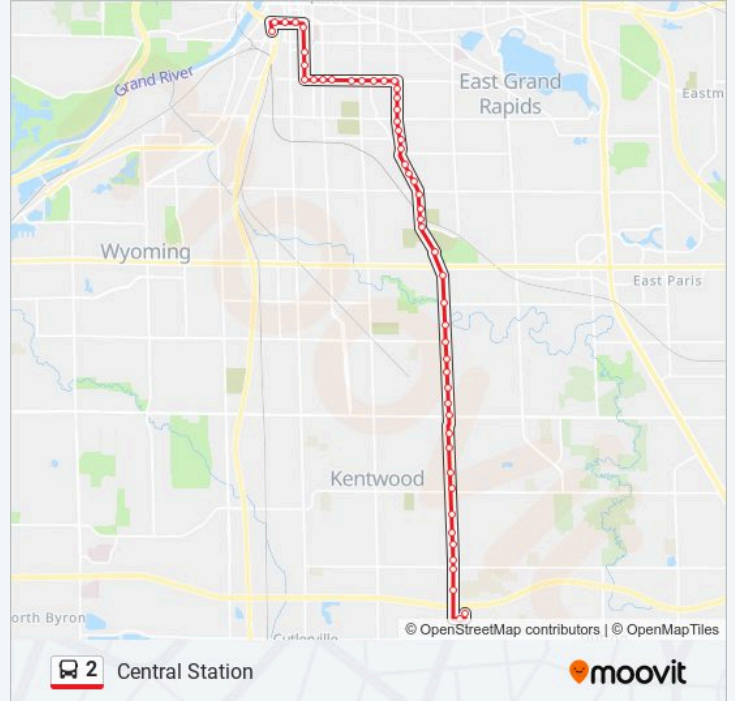 Grand River
East Grand
Rapids
Eastm
Wyoming
East Paris
Kentwood
orth Byron
Cutlerville
© OpenStreetMap contributors | © OpenMapTiles
2 Central Station
moovit